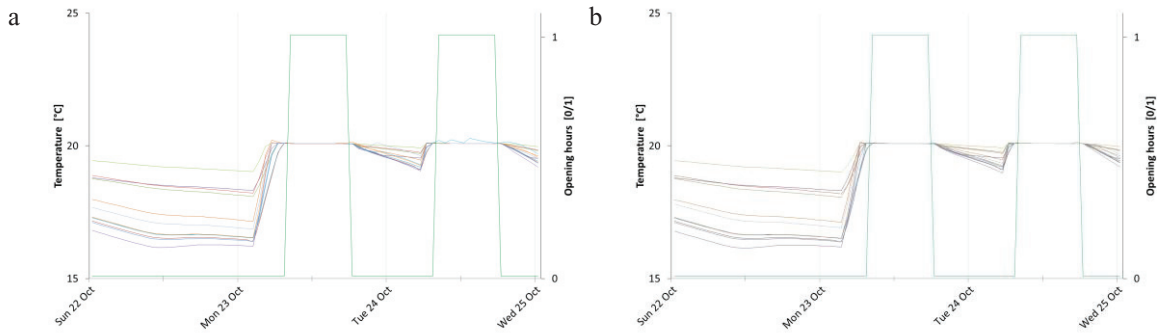 a
25
20
15
Temperature [°C]
1
0
Opening hours [0/1]
Sun 22 Oct
Mon 23 Oct
Tue 24 Oct
Wed 25 Oct
b
25
20
15
Temperature [°C]
1
0
Opening hours [0/1]
Sun 22 Oct
Mon 23 Oct
Tue 24 Oct
Wed 25 Oct